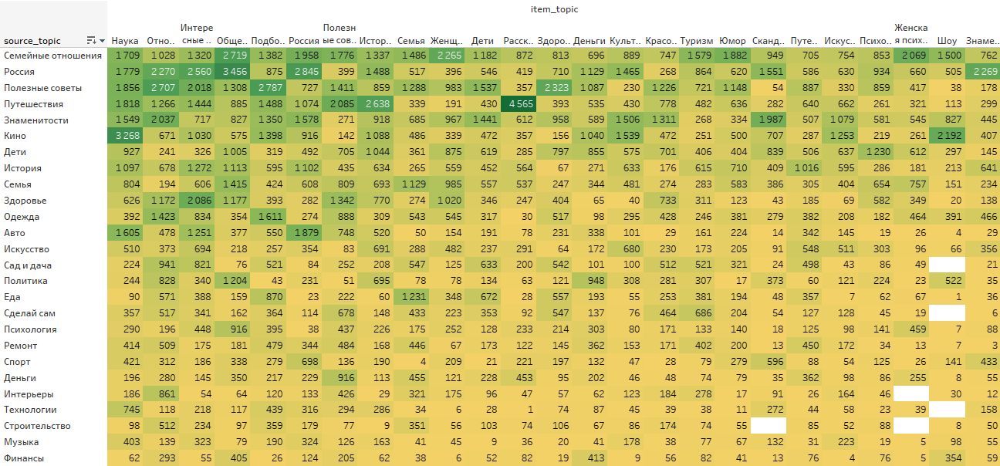 item_topic
source_topic Наука Отно.. Интересные .. Обще.. Подбо.. Россия Полезные сов.. Истор.. Семья Женщ.. Дети Расск.. Здоро.. Деньги Культ.. Красо.. Туризм Юмор Сканд.. Путе.. Искус.. Психо.. Женская псих.. Шоу Знаме..
Семейные отношения 1 709 1 028 1 320 2 719 1 382 1 958 1 776 1 337 1 486 2 265 1 182 872 813 696 889 747 1 579 1 882 949 705 754 853 2 069 1 500 762
Россия 1 779 2 270 2 560 3 456 875 2 845 399 1 488 517 396 546 419 710 1 129 1 465 268 864 620 1 551 586 630 934 660 505 2 269
Полезные советы 1 856 2 707 2 018 1 308 2 787 727 1 411 859 1 288 983 1 537 357 2 323 1 087 230 1 226 721 1 148 54 887 330 859 417 38 178
Путешествия 1 818 1 266 1 444 885 1 488 1 074 2 085 2 638 339 191 430 4 565 393 535 430 778 482 636 282 640 662 261 321 113 299
Знаменитости 1 549 2 037 717 827 1 350 1 578 271 918 685 967 1 441 612 958 589 1 506 1 311 268 334 1 987 507 1 079 581 545 827 445
Кино 3 268 671 1 030 575 1 398 916 142 1 088 486 339 472 357 156 1 040 1 539 472 251 500 707 287 1 253 219 261 2 192 407
Дети 927 241 326 1 005 319 492 705 1 044 361 875 619 285 797 855 575 701 406 404 839 506 637 1 230 612 297 145
История 1 097 678 1 272 1 113 595 1 102 435 634 265 559 452 564 67 271 633 176 615 710 409 1 016 595 286 181 213 641
Семья 804 194 606 1 415 424 608 809 693 1 129 985 557 537 247 344 481 274 283 583 386 305 404 654 757 151 234
Здоровье 626 1 172 2 086 1 177 393 282 1 342 770 274 1 020 346 247 404 65 40 733 311 123 43 185 69 582 349 20 138
Одежда 392 1 423 834 354 1 611 274 888 309 543 545 317 30 517 98 295 428 246 381 279 382 208 182 464 391 466
Авто 1 605 478 1 251 377 550 1 879 748 520 50 154 191 78 231 338 101 29 161 224 14 342 145 19 26 4 29
Искусство 510 373 694 218 257 354 83 691 288 482 237 291 64 172 680 230 173 205 91 548 511 303 96 66 356
Сад и дача 224 941 821 76 521 84 252 208 547 125 633 200 542 101 100 512 521 321 24 498 43 86 49 21
Политика 244 828 340 1 204 43 231 51 695 78 78 134 63 121 948 308 281 307 17 373 60 121 224 23 522 35
Еда 90 571 388 159 870 23 222 60 1 231 348 672 28 557 193 55 253 381 194 48 357 7 62 67 1 36
Сделай сам 357 517 341 162 364 114 678 148 433 223 353 92 547 137 76 464 686 204 54 127 128 45 19 6
Психология 290 196 448 916 395 38 437 226 175 252 128 233 214 303 80 171 133 140 18 125 98 141 459 7 88
Ремонт 414 509 175 181 479 344 484 168 446 67 173 122 145 362 153 171 402 200 13 450 172 34 13 7 3
Спорт 421 312 186 338 279 698 136 190 4 209 21 221 197 132 47 28 79 279 596 88 54 125 26 141 433
Деньги 196 280 145 350 217 229 916 113 455 121 228 453 95 202 46 48 74 79 35 362 98 86 255 8 55
Интерьеры 186 861 54 64 120 133 426 29 321 175 96 47 57 62 123 184 278 17 91 26 164 46 30 12
Технологии 745 118 218 117 439 316 294 286 34 6 28 1 74 87 45 39 38 11 272 44 58 23 39 158
Строительство 98 512 234 97 359 179 77 9 351 56 103 74 106 67 86 174 74 55 85 52 88 8 50
Музыка 403 139 323 79 190 324 126 163 41 45 9 36 20 41 178 38 77 67 132 31 223 19 5 98 55
Финансы 62 293 55 405 26 124 205 62 38 6 52 82 19 413 9 56 82 41 13 76 4 76 5 354 59